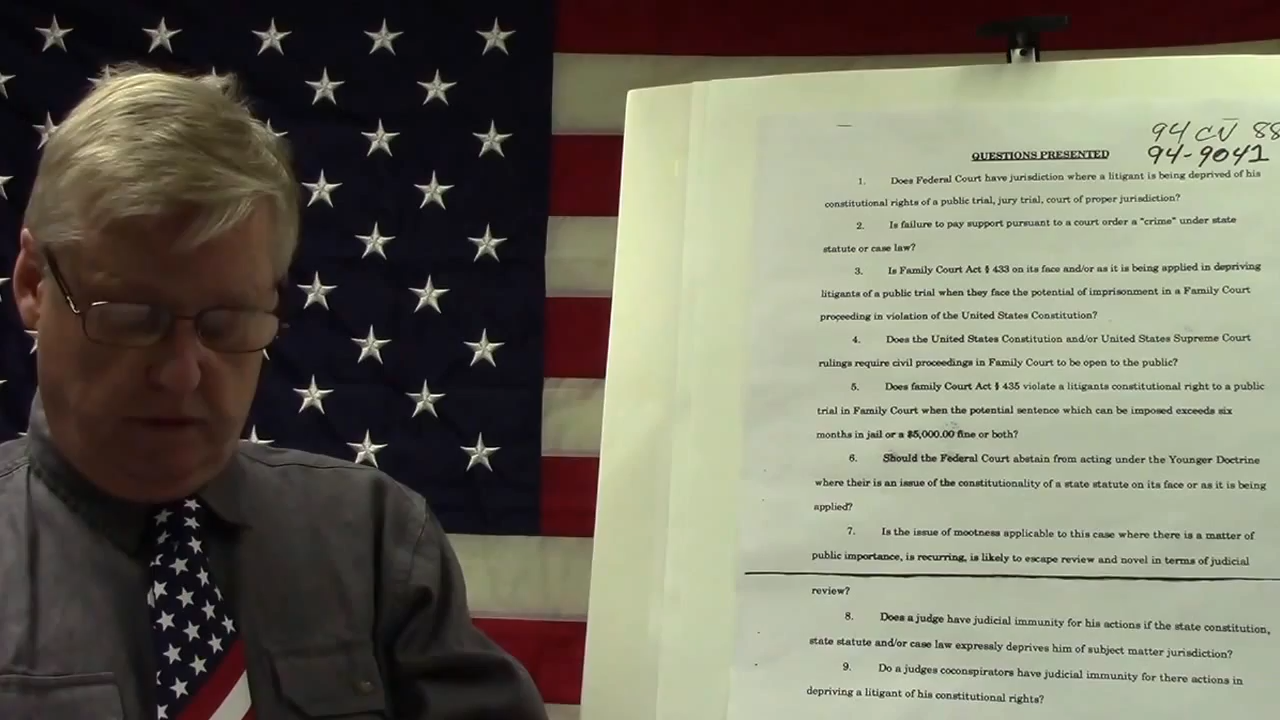 94 CV 88
QUESTIONS PRESENTED 94-9041
1. Does Federal Court have jurisdiction where a litigant is being deprived of his
constitutional rights of a public trial, jury trial, court of proper jurisdiction?
2. Is failure to pay support pursuant to a court order a "crime" under state
statute or case law?
3. Is Family Court Act § 433 on its face and/or as it is being applied in depriving
litigants of a public trial when they face the potential of imprisonment in a Family Court
proceeding in violation of the United States Constitution?
4. Does the United States Constitution and/or United States Supreme Court
rulings require civil proceedings in Family Court to be open to the public?
5. Does family Court Act § 435 violate a litigants constitutional right to a public
trial in Family Court when the potential sentence which can be imposed exceeds six
months in jail or a $5,000.00 fine or both?
6. Should the Federal Court abstain from acting under the Younger Doctrine
where their is an issue of the constitutionality of a state statute on its face or as it is being
applied?
7. Is the issue of mootness applicable to this case where there is a matter of
public importance, is recurring, is likely to escape review and novel in terms of judicial
review?
8. Does a judge have judicial immunity for his actions if the state constitution,
state statute and/or case law expressly deprives him of subject matter jurisdiction?
9. Do a judges coconspirators have judicial immunity for there actions in
depriving a litigant of his constitutional rights?